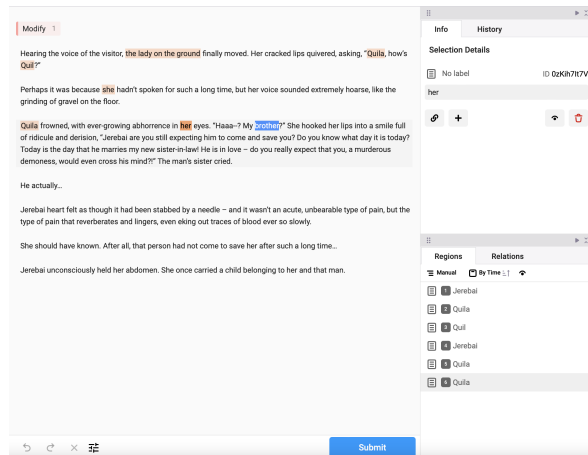 Modify 1
Hearing the voice of the visitor, the lady on the ground finally moved. Her cracked lips quivered, asking, "Quila, how's
Quil?"
Perhaps it was because she hadn't spoken for such a long time, but her voice sounded extremely hoarse, like the
grinding of gravel on the floor.
Quila frowned, with ever-growing abhorrence in her eyes. "Haaa–? My brother?" She hooked her lips into a smile full
of ridicule and derision, "Jerebai are you still expecting him to come and save you? Do you know what day it is today?
Today is the day that he marries my new sister-in-law! He is in love – do you really expect that you, a murderous
demoness, would even cross his mind?!" The man's sister cried.
He actually...
Jerebai heart felt as though it had been stabbed by a needle – and it wasn't an acute, unbearable type of pain, but the
type of pain that reverberates and lingers, even eking out traces of blood ever so slowly.
She should have known. After all, that person had not come to save her after such a long time...
Jerebai unconsciously held her abdomen. She once carried a child belonging to her and that man.
Submit
Info History
Selection Details
No label ID 0zKih7lt7V
her
Regions Relations
Manual By Time
1 Jerebai
2 Quila
3 Quil
4 Jerebai
5 Quila
6 Quila